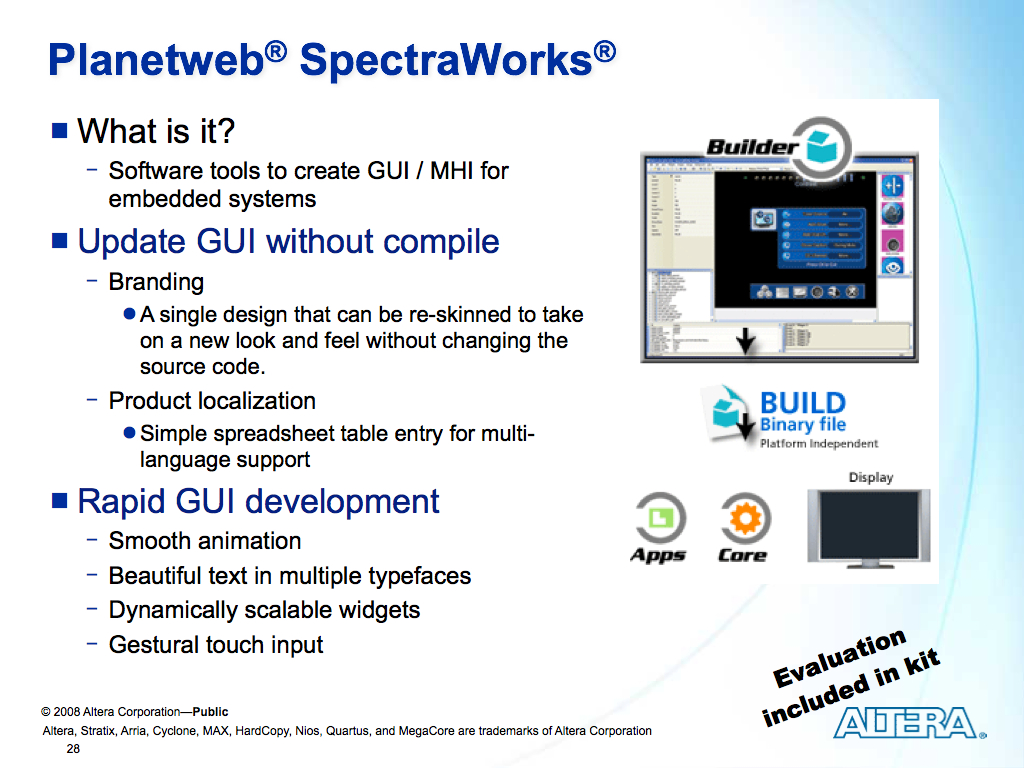 Planetweb® SpectraWorks®
What is it?
– Software tools to create GUI / MHI for
embedded systems
Update GUI without compile
– Branding
A single design that can be re-skinned to take
on a new look and feel without changing the
source code.
– Product localization
Simple spreadsheet table entry for multi-
language support
Rapid GUI development
– Smooth animation
– Beautiful text in multiple typefaces
– Dynamically scalable widgets
– Gestural touch input
Builder
BUILD
Binary file
Platform Independent
Display
Apps
Core
Evaluation
included in kit
ALTERA®
© 2008 Altera Corporation—Public
Altera, Stratix, Arria, Cyclone, MAX, HardCopy, Nios, Quartus, and MegaCore are trademarks of Altera Corporation
28